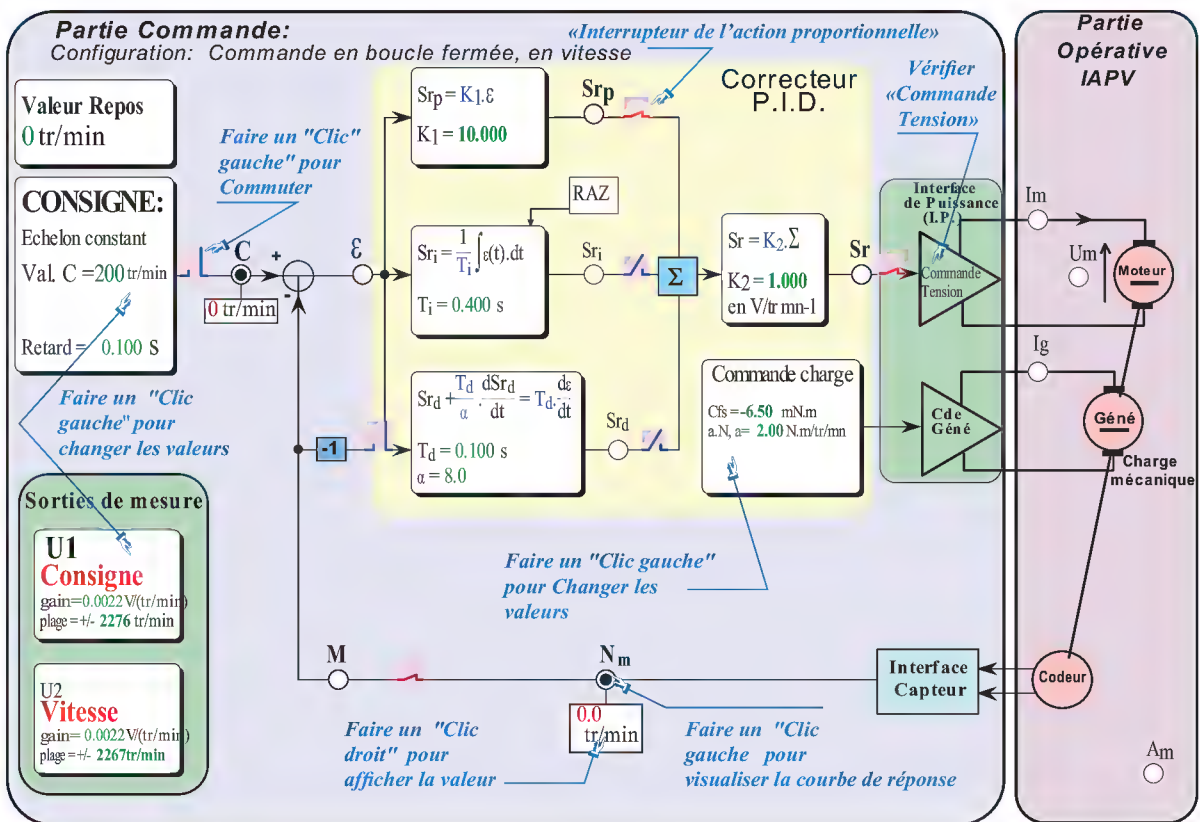 Partie Commande:
Configuration: Commande en boucle fermée, en vitesse
«Interrupteur de l'action proportionnelle»
Partie
Opérative
IAPV
Valeur Repos
0 tr/min
Faire un "Clic"
gauche" pour
Commuter
CONSIGNE:
Echelon constant
Val. C =200 tr/min
Retard = 0.100 S
C
0 tr/min
+
-
ε
Srp = K1.ε
K1 = 10.000
Srp
Correcteur
P.I.D.
Vérifier
«Commande
Tension»
RAZ
Sri = 1/Ti ∫ε(t).dt
Ti = 0.400 s
Sri
Σ
Sr = K2.Σ
K2 = 1.000
en V/tr mn-1
Sr
Interface
de Puissance
(I.P.)
Commande
Tension
Im
Um
Moteur
Srd + Td/α . dSrd/dt = Td. dε/dt
Td = 0.100 s
α = 8.0
Srd
-1
Commande charge
Cfs =-6.50 mN.m
a.N, a= 2.00 N.m/tr/mn
Cde
Géné
Ig
Géné
Charge
mécanique
Faire un "Clic
gauche" pour
changer les valeurs
Sorties de mesure
U1
Consigne
gain=0.0022 V/(tr/min)
plage =+/- 2276 tr/min
U2
Vitesse
gain= 0.0022 V/(tr/min)
plage =+/- 2267tr/min
Faire un "Clic gauche"
pour Changer les
valeurs
M
Nm
0.0
tr/min
Faire un "Clic
droit" pour
afficher la valeur
Faire un "Clic
gauche pour
visualiser la courbe de réponse
Interface
Capteur
Codeur
Am